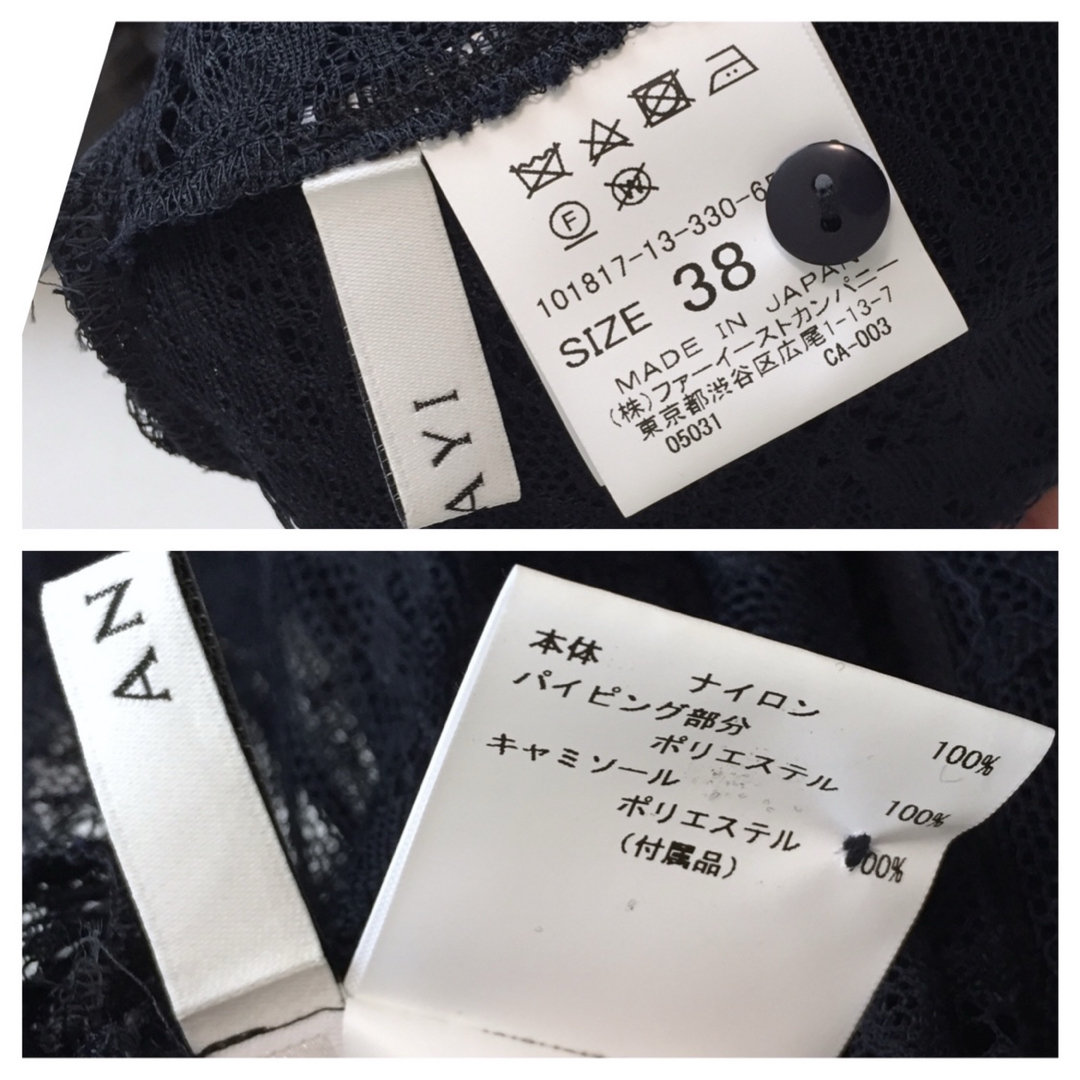 F
W
101817-13-330-6
SIZE 38
MADE IN JAPAN
(株)ファーイーストカンパニー
東京都渋谷区広尾1-13-7
05031 CA-003
AYI
AN
本体 ナイロン 100%
パイピング部分
ポリエステル 100%
キャミソール
ポリエステル 100%
(付属品)